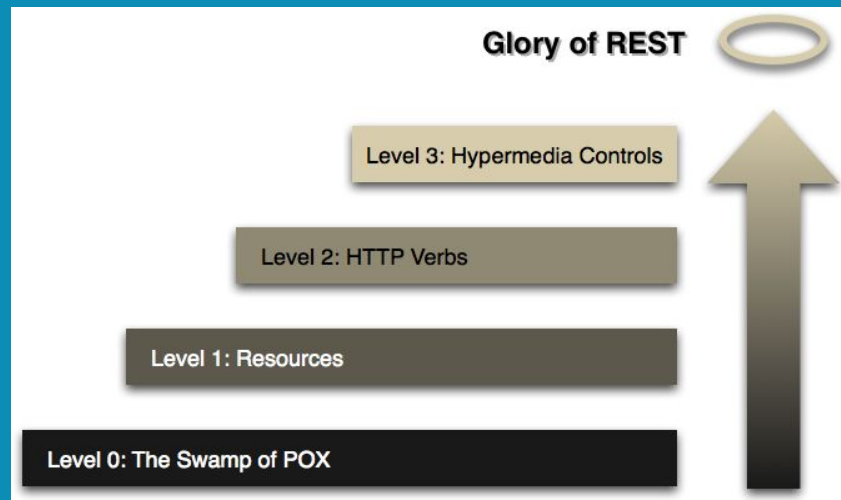 Glory of REST
Level 3: Hypermedia Controls
Level 2: HTTP Verbs
Level 1: Resources
Level 0: The Swamp of POX